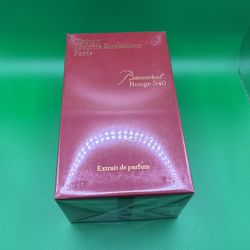 Maison
Francis Kurkdjian
Paris
Baccarat
Rouge 540
Extrait de parfum